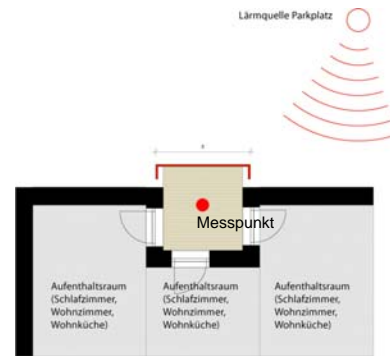 Lärmquelle Parkplatz
x
Messpunkt
Aufenthaltsraum
(Schlafzimmer,
Wohnzimmer,
Wohnküche)
Aufenthaltsraum
(Schlafzimmer,
Wohnzimmer,
Wohnküche)
Aufenthaltsraum
(Schlafzimmer,
Wohnzimmer,
Wohnküche)